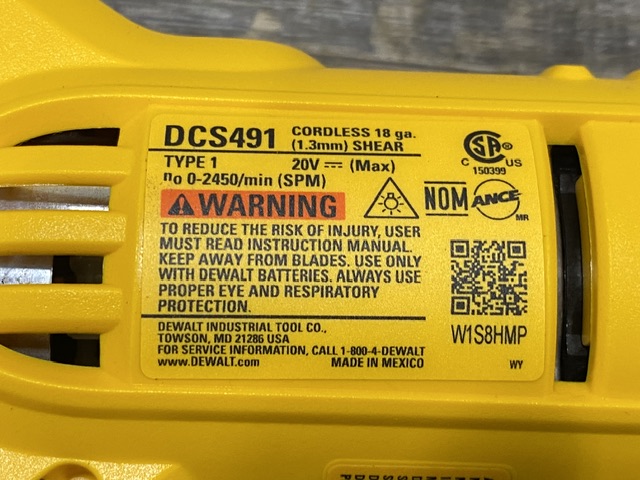 DCS491 CORDLESS 18 ga.
(1.3mm) SHEAR
TYPE 1 20V ⎓ (Max)
no 0-2450/min (SPM)
WARNING
TO REDUCE THE RISK OF INJURY, USER
MUST READ INSTRUCTION MANUAL.
KEEP AWAY FROM BLADES. USE ONLY
WITH DEWALT BATTERIES. ALWAYS USE
PROPER EYE AND RESPIRATORY
PROTECTION.
DEWALT INDUSTRIAL TOOL CO.,
TOWSON, MD 21286 USA
FOR SERVICE INFORMATION, CALL 1-800-4-DEWALT
www.DEWALT.com MADE IN MEXICO
SA ®
C US
150399
NOM ANCE
MR
W1S8HMP
WY